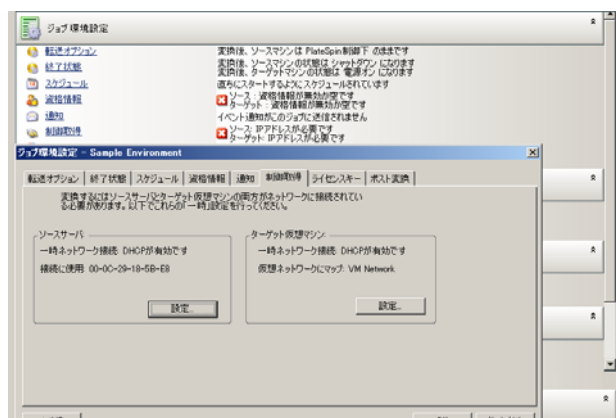 ジョブ環境設定
転送オプション 変換後、ソースマシンは PlateSpin 制御下 のままです
終了状態 変換後、ソースマシンの状態は シャットダウン になります
変換後、ターゲットマシンの状態は 電源オン になります
スケジュール 直ちにスタートするようにスケジュールされています
資格情報 ソース : 資格情報が無効か空です
ターゲット : 資格情報が無効か空です
通知 イベント通知がこのジョブに送信されません
制御取得 ソース: IPアドレスが必要です
ターゲット: IPアドレスが必要です
ジョブ環境設定 - Sample Environment
転送オプション 終了状態 スケジュール 資格情報 通知 制御取得 ライセンスキー ポスト変換
変換するにはソースサーバとターゲット仮想マシンの両方がネットワークに接続されてい
る必要があります。以下でこれらの「一時」設定を行ってください。
ソースサーバ
一時ネットワーク接続: DHCPが有効です
接続に使用: 00-0C-29-18-5B-E8
設定...
ターゲット仮想マシン
一時ネットワーク接続: DHCPが有効です
仮想ネットワークにマップ: VM Network
設定...